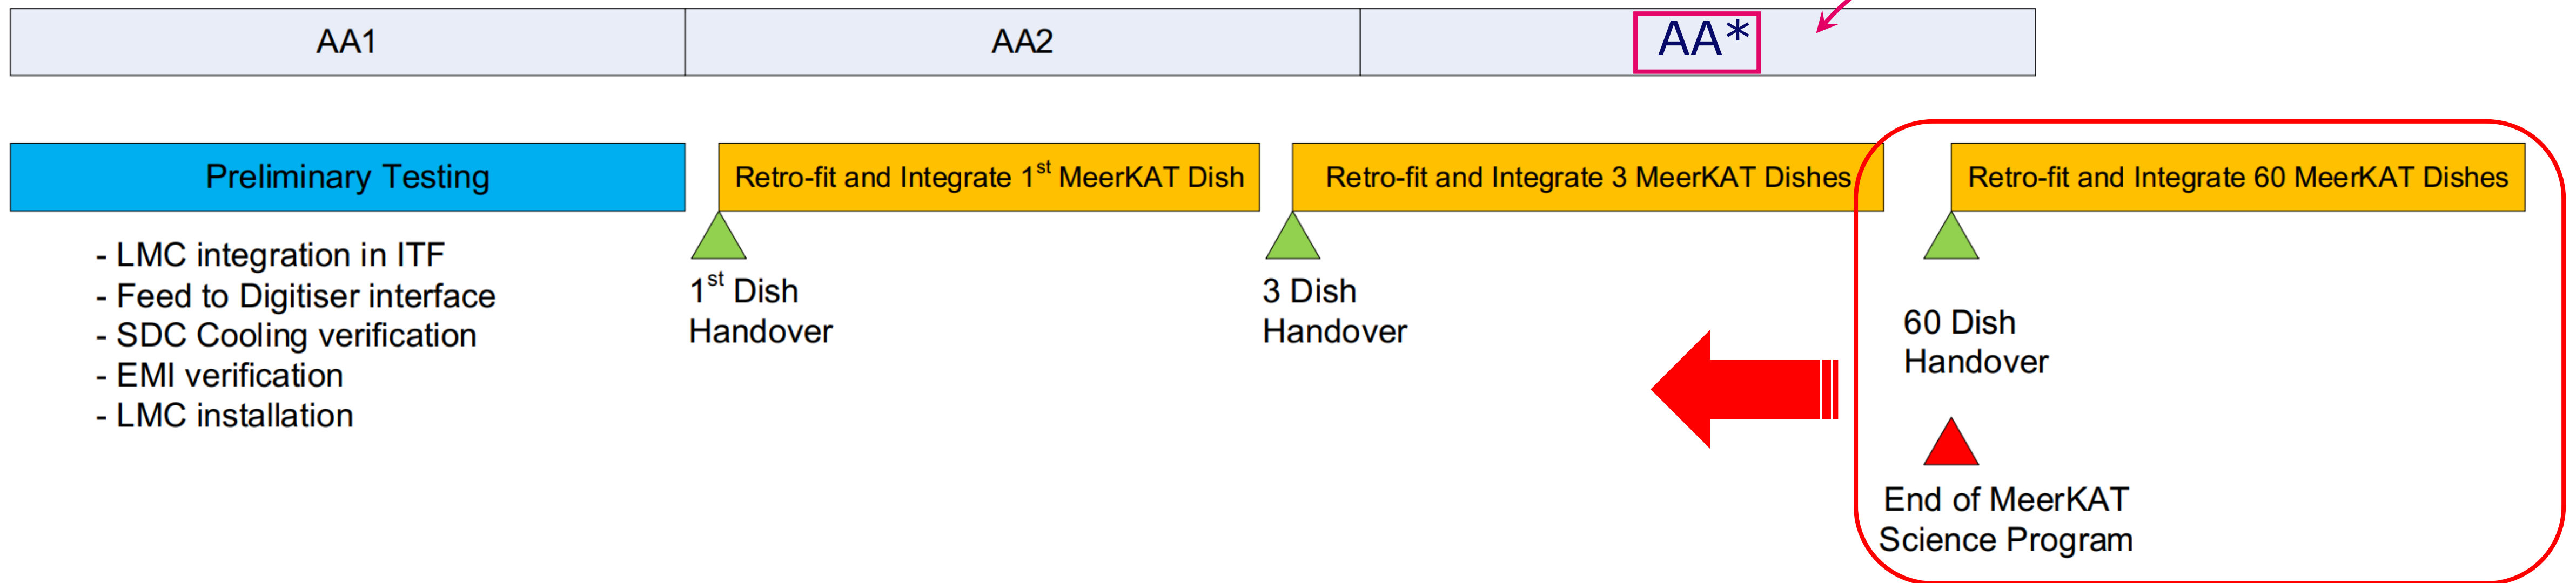 AA1
AA2
AA*
Preliminary Testing
Retro-fit and Integrate 1st MeerKAT Dish
Retro-fit and Integrate 3 MeerKAT Dishes
Retro-fit and Integrate 60 MeerKAT Dishes
- LMC integration in ITF
- Feed to Digitiser interface
- SDC Cooling verification
- EMI verification
- LMC installation
1st Dish
Handover
3 Dish
Handover
60 Dish
Handover
End of MeerKAT
Science Program